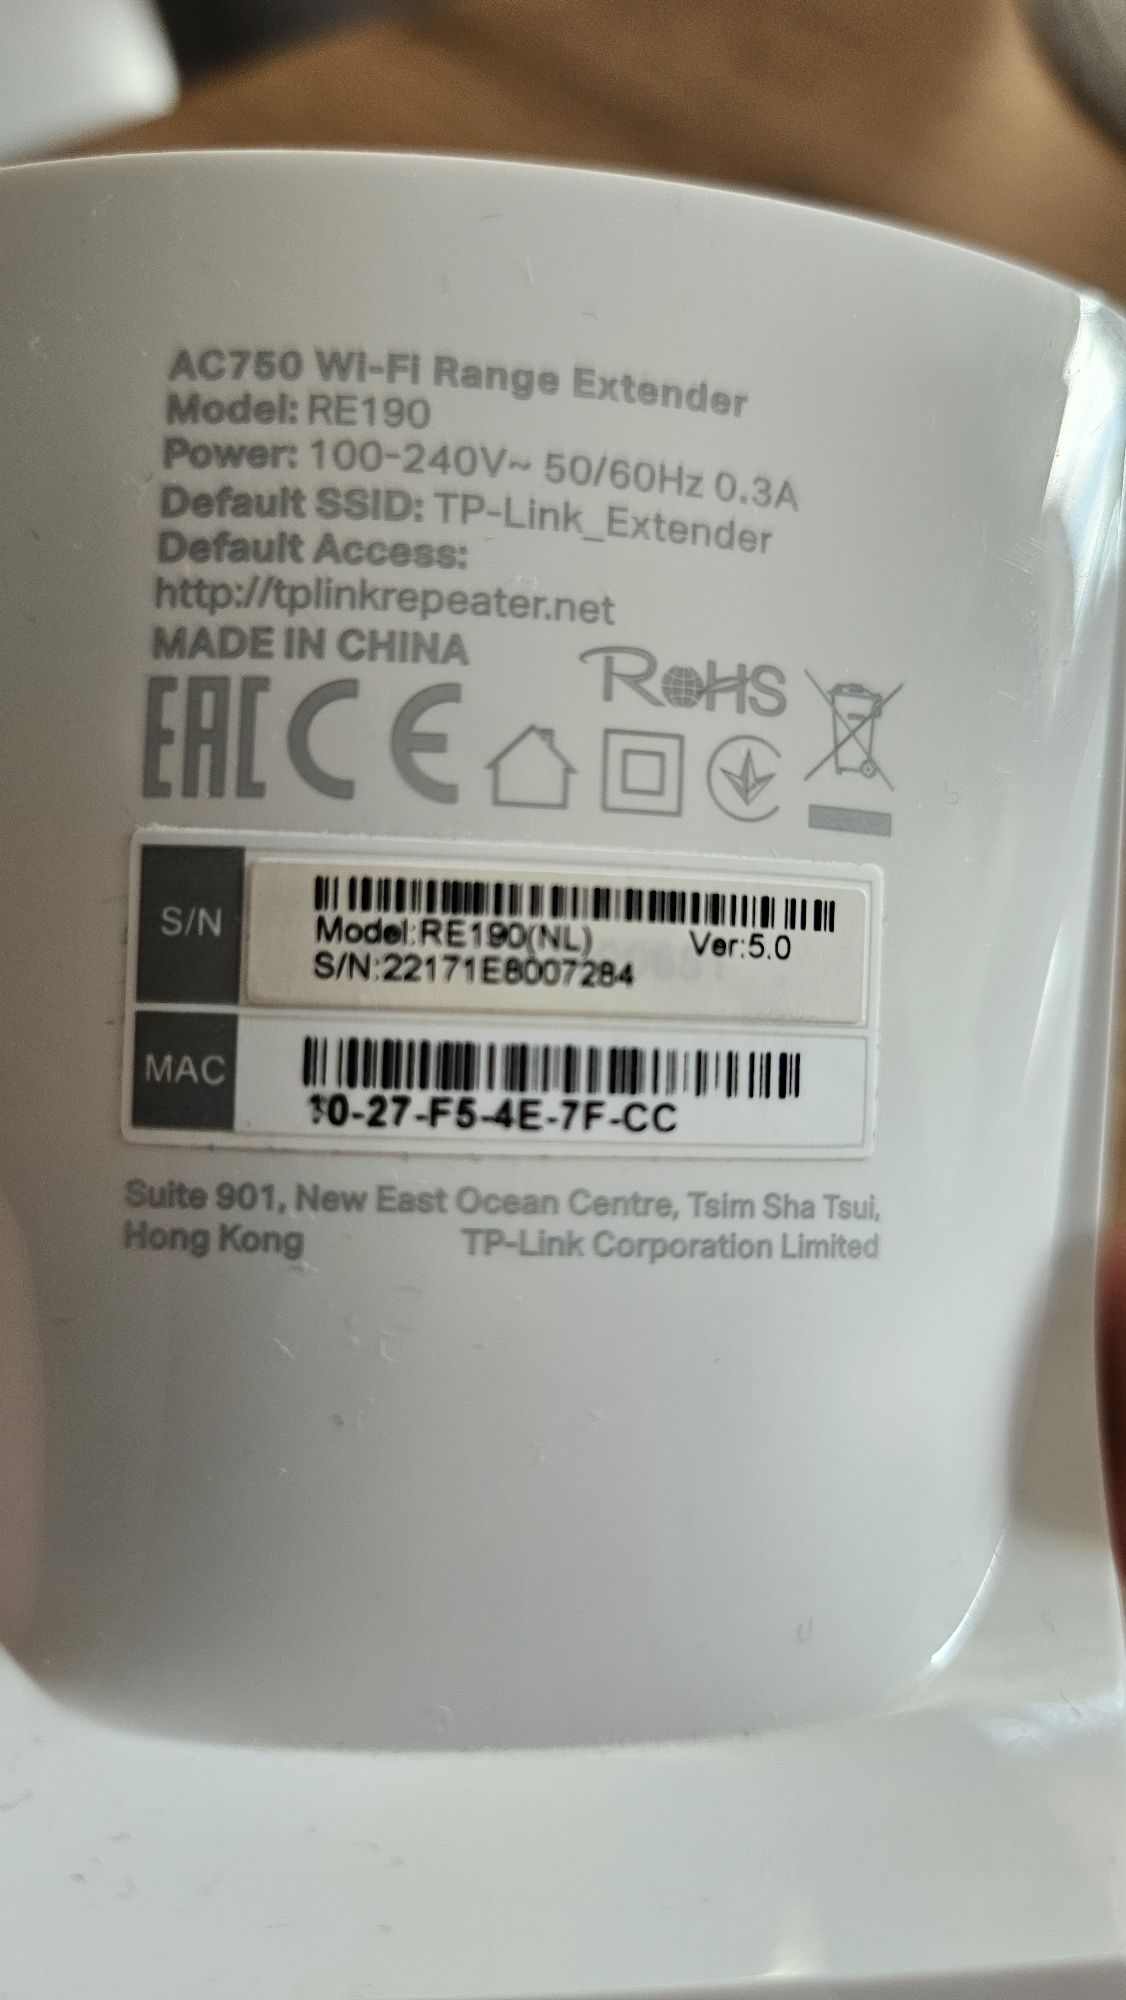 AC750 Wi-Fi Range Extender
Model: RE190
Power: 100-240V~ 50/60Hz 0.3A
Default SSID: TP-Link_Extender
Default Access:
http://tplinkrepeater.net
MADE IN CHINA
RoHS
EAC CE
S/N
Model:RE190(NL) Ver:5.0
S/N:22171E8007284
MAC
10-27-F5-4E-7F-CC
Suite 901, New East Ocean Centre, Tsim Sha Tsui,
Hong Kong TP-Link Corporation Limited